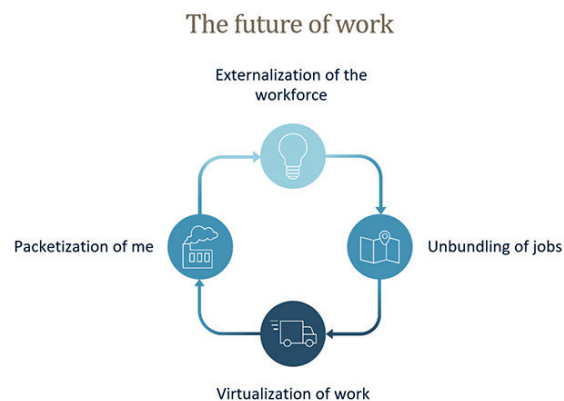 The future of work
Externalization of the
workforce
Packetization of me
Unbundling of jobs
Virtualization of work